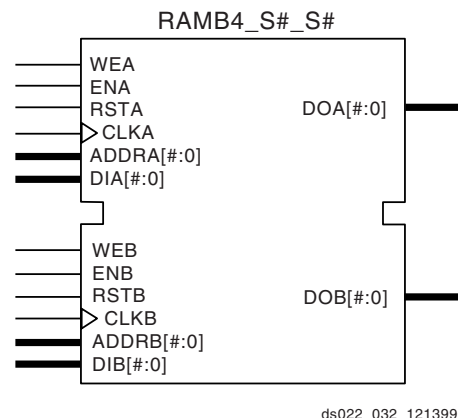 RAMB4_S#_S#
WEA
ENA
RSTA
CLKA
ADDRA[#:0]
DIA[#:0]
DOA[#:0]
WEB
ENB
RSTB
CLKB
ADDRB[#:0]
DIB[#:0]
DOB[#:0]
ds022_032_121399